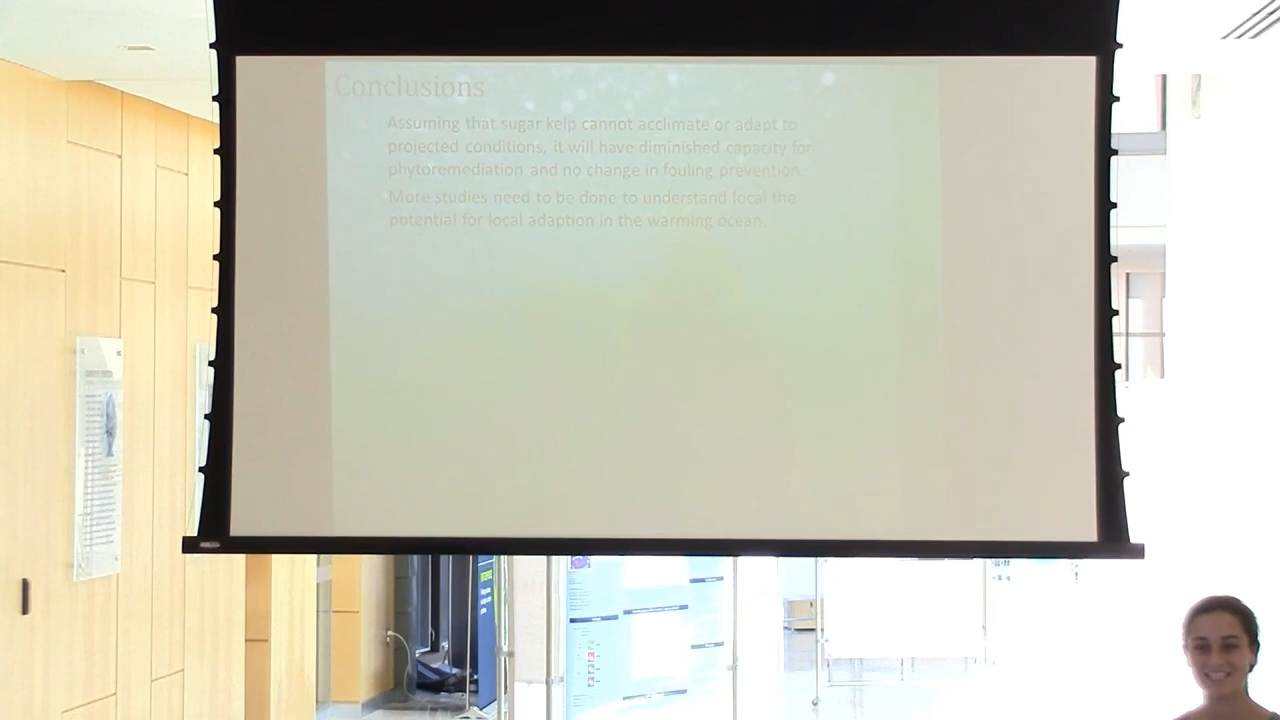 Conclusions
Assuming that sugar kelp cannot acclimate or adapt to
projected conditions, it will have diminished capacity for
phytoremediation and no change in fouling prevention.
More studies need to be done to understand local the
potential for local adaption in the warming ocean.